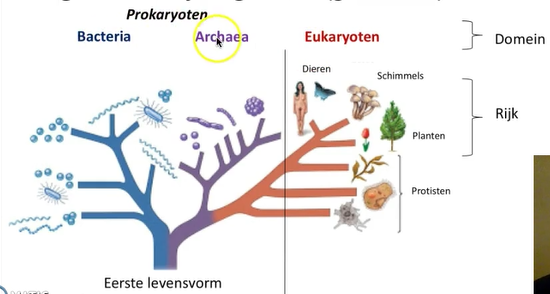 Prokaryoten
Bacteria
Archaea
Eukaryoten
Domein
Dieren
Schimmels
Rijk
Planten
Protisten
Eerste levensvorm